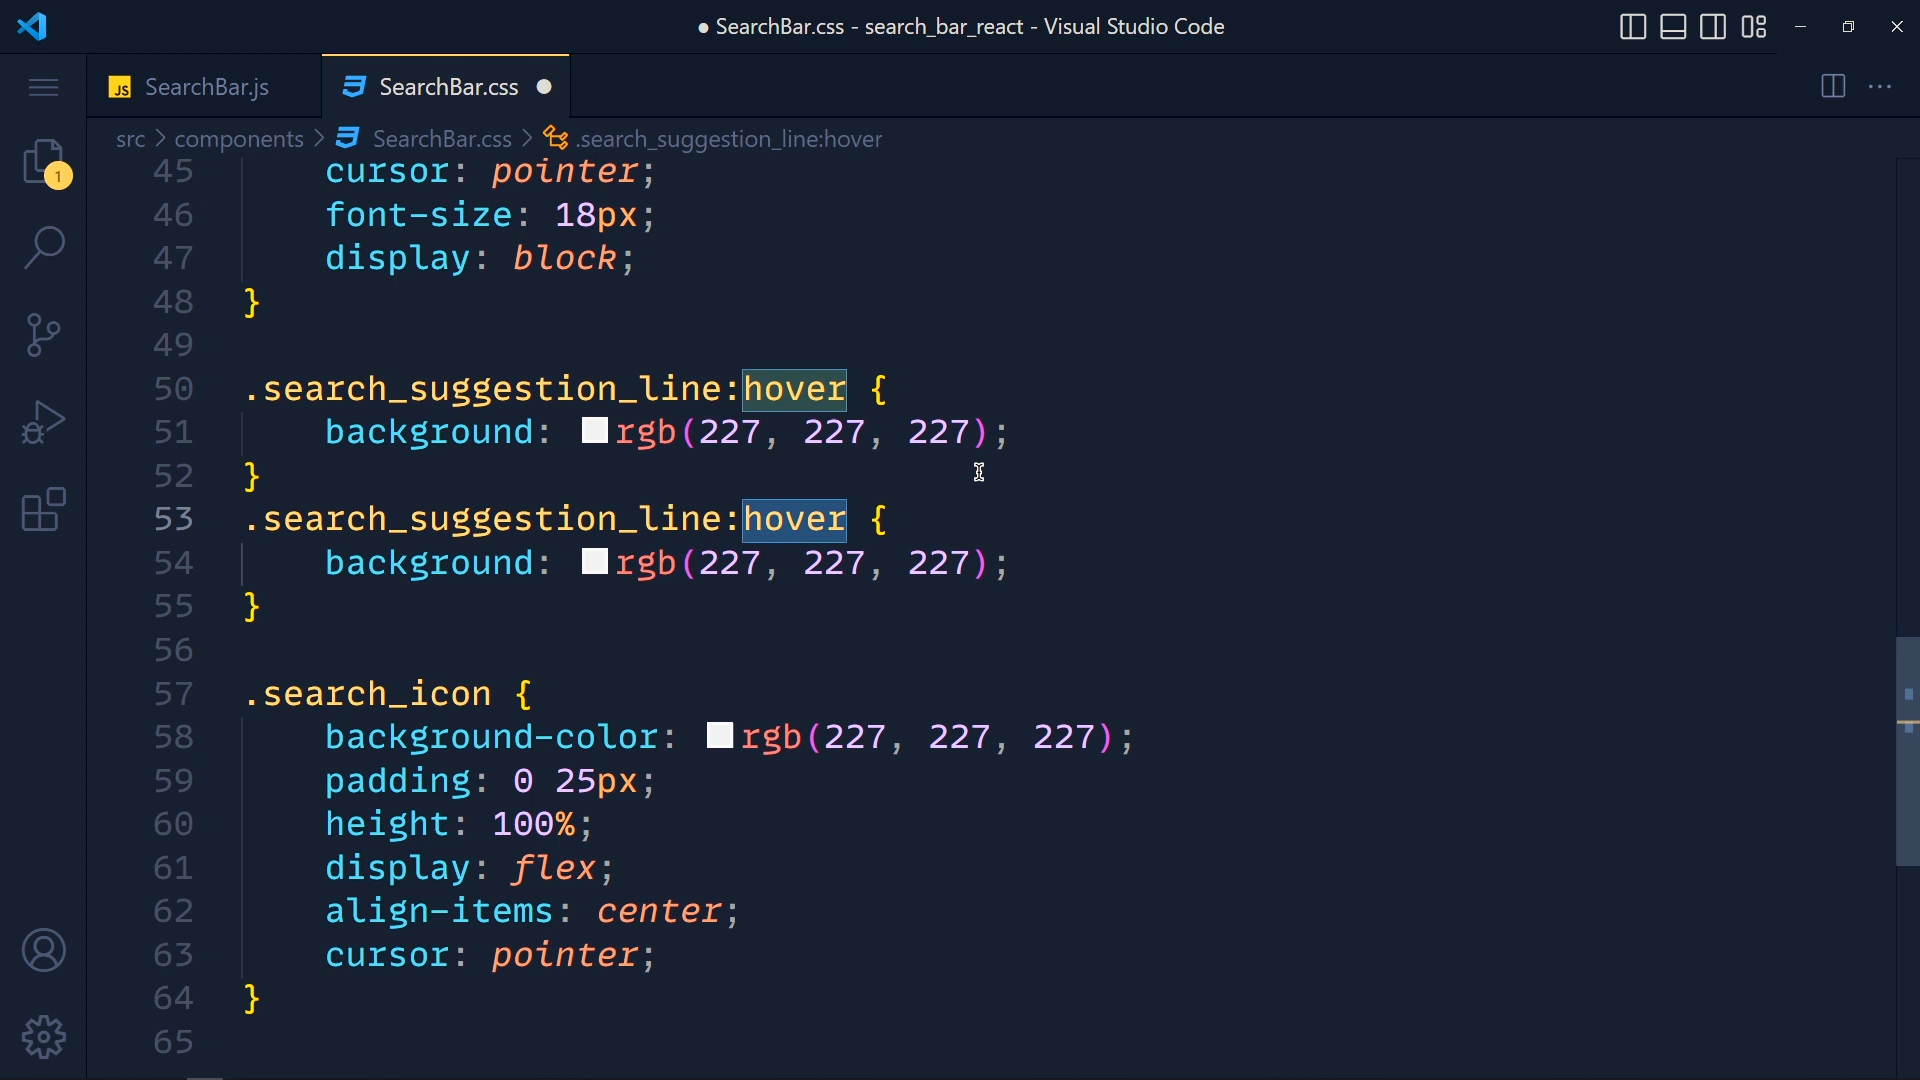 ● SearchBar.css - search_bar_react - Visual Studio Code
JS SearchBar.js
SearchBar.css
src > components > SearchBar.css > .search_suggestion_line:hover
1
45 cursor: pointer;
46 font-size: 18px;
47 display: block;
48 }
49
50 .search_suggestion_line:hover {
51 background: rgb(227, 227, 227);
52 }
53 .search_suggestion_line:hover {
54 background: rgb(227, 227, 227);
55 }
56
57 .search_icon {
58 background-color: rgb(227, 227, 227);
59 padding: 0 25px;
60 height: 100%;
61 display: flex;
62 align-items: center;
63 cursor: pointer;
64 }
65